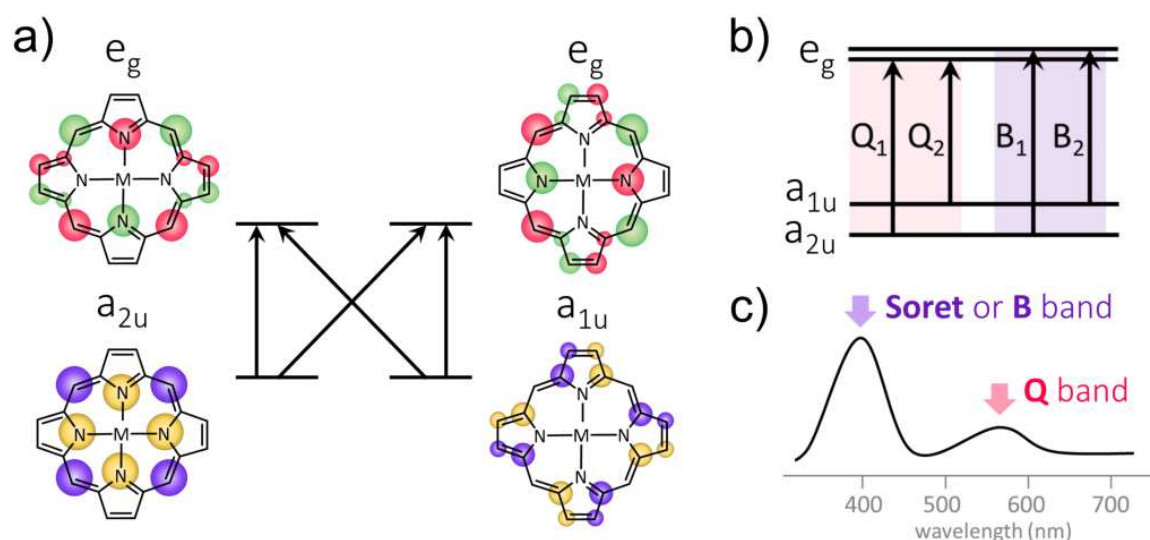 a)
e_g
e_g
N
N
M
N
N
N
N
M
N
N
a_2u
a_1u
N
N
M
N
N
N
N
M
N
N
b)
e_g
Q_1
Q_2
B_1
B_2
a_1u
a_2u
c)
Soret or B band
Q band
400
500
600
700
wavelength (nm)